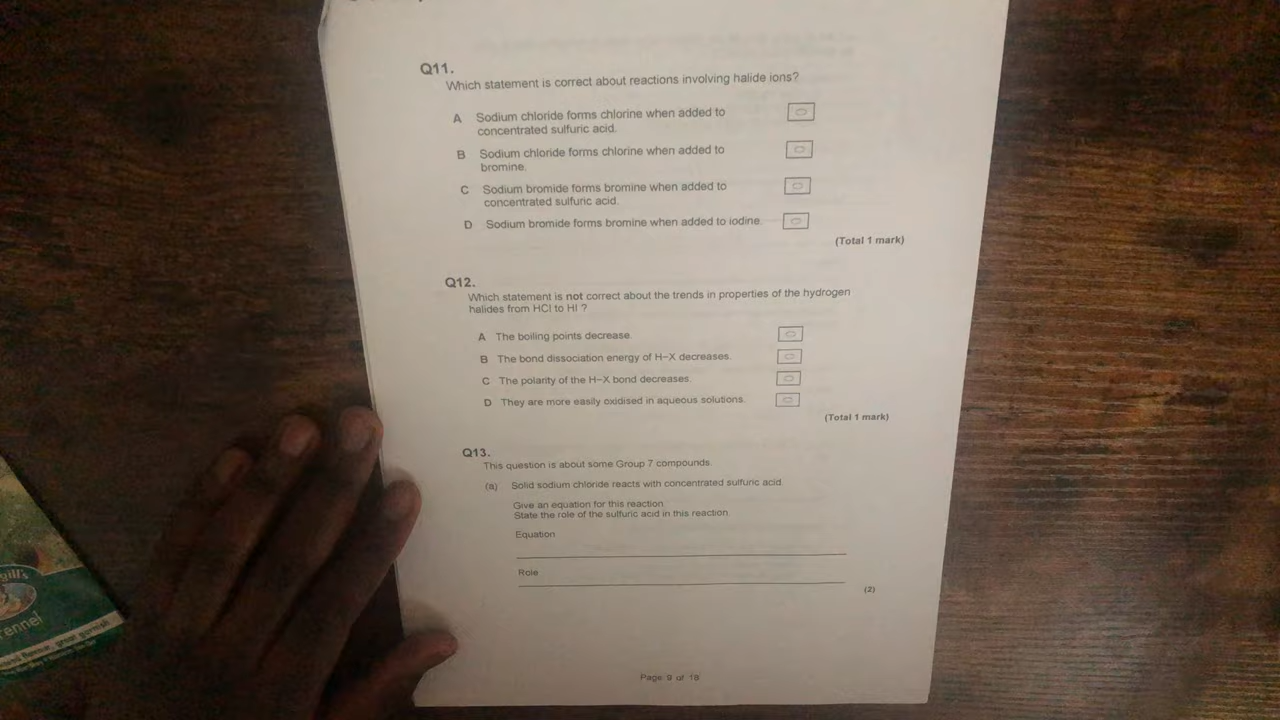 Q11.
Which statement is correct about reactions involving halide ions?
A Sodium chloride forms chlorine when added to
concentrated sulfuric acid.
B Sodium chloride forms chlorine when added to
bromine.
C Sodium bromide forms bromine when added to
concentrated sulfuric acid.
D Sodium bromide forms bromine when added to iodine.
(Total 1 mark)
Q12.
Which statement is not correct about the trends in properties of the hydrogen
halides from HCl to HI ?
A The boiling points decrease.
B The bond dissociation energy of H–X decreases.
C The polarity of the H–X bond decreases.
D They are more easily oxidised in aqueous solutions.
(Total 1 mark)
Q13.
This question is about some Group 7 compounds.
(a) Solid sodium chloride reacts with concentrated sulfuric acid.
Give an equation for this reaction.
State the role of the sulfuric acid in this reaction.
Equation
Role
(2)
Page 9 of 18
gill's
ennel